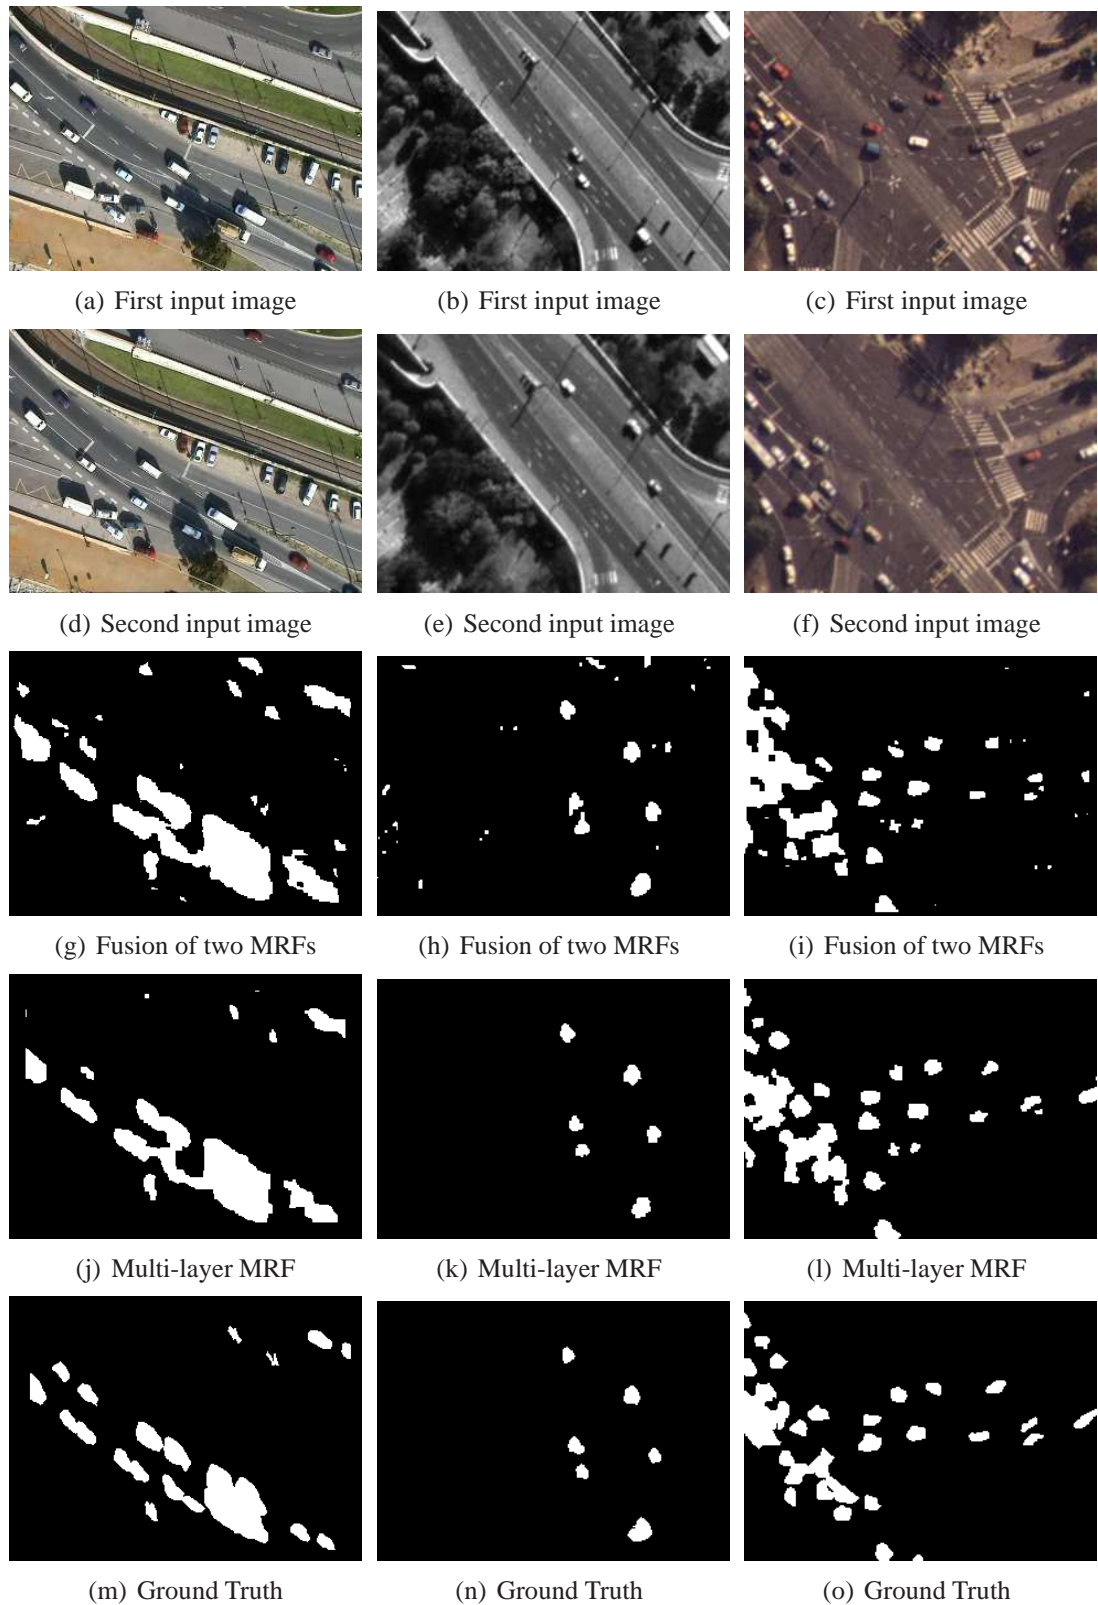 (a) First input image
(b) First input image
(c) First input image
(d) Second input image
(e) Second input image
(f) Second input image
(g) Fusion of two MRFs
(h) Fusion of two MRFs
(i) Fusion of two MRFs
(j) Multi-layer MRF
(k) Multi-layer MRF
(l) Multi-layer MRF
(m) Ground Truth
(n) Ground Truth
(o) Ground Truth